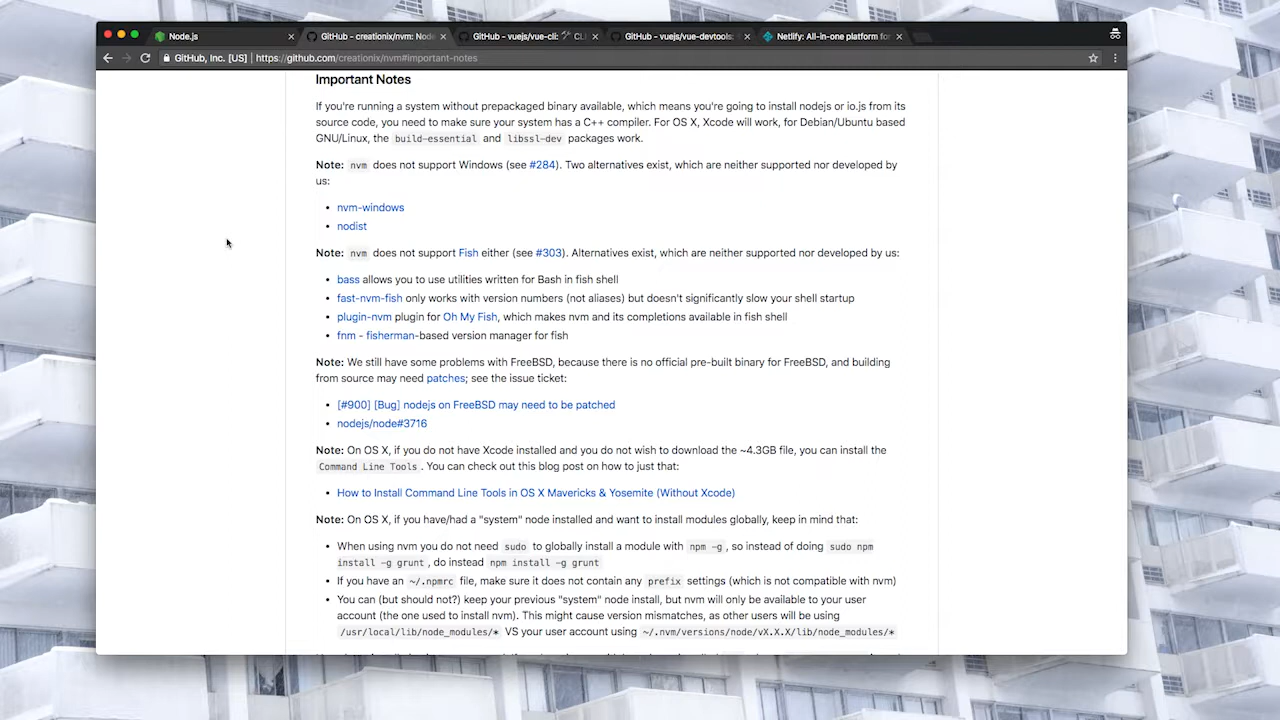 Node.js
GitHub - creationix/nvm: Node
GitHub - vuejs/vue-cli: 🛠 CL
GitHub - vuejs/vue-devtools:
Netlify: All-in-one platform for
GitHub, Inc. [US] | https://github.com/creationix/nvm#important-notes
Important Notes
If you're running a system without prepackaged binary available, which means you're going to install nodejs or io.js from its
source code, you need to make sure your system has a C++ compiler. For OS X, Xcode will work, for Debian/Ubuntu based
GNU/Linux, the build-essential and libssl-dev packages work.
Note: nvm does not support Windows (see #284). Two alternatives exist, which are neither supported nor developed by
us:
• nvm-windows
• nodist
Note: nvm does not support Fish either (see #303). Alternatives exist, which are neither supported nor developed by us:
• bass allows you to use utilities written for Bash in fish shell
• fast-nvm-fish only works with version numbers (not aliases) but doesn't significantly slow your shell startup
• plugin-nvm plugin for Oh My Fish, which makes nvm and its completions available in fish shell
• fnm - fisherman-based version manager for fish
Note: We still have some problems with FreeBSD, because there is no official pre-built binary for FreeBSD, and building
from source may need patches; see the issue ticket:
• [#900] [Bug] nodejs on FreeBSD may need to be patched
• nodejs/node#3716
Note: On OS X, if you do not have Xcode installed and you do not wish to download the ~4.3GB file, you can install the
Command Line Tools . You can check out this blog post on how to just that:
• How to Install Command Line Tools in OS X Mavericks & Yosemite (Without Xcode)
Note: On OS X, if you have/had a "system" node installed and want to install modules globally, keep in mind that:
• When using nvm you do not need sudo to globally install a module with npm -g , so instead of doing sudo npm
install -g grunt , do instead npm install -g grunt
• If you have an ~/.npmrc file, make sure it does not contain any prefix settings (which is not compatible with nvm)
• You can (but should not?) keep your previous "system" node install, but nvm will only be available to your user
account (the one used to install nvm). This might cause version mismatches, as other users will be using
/usr/local/lib/node_modules/* VS your user account using ~/.nvm/versions/node/vX.X.X/lib/node_modules/*